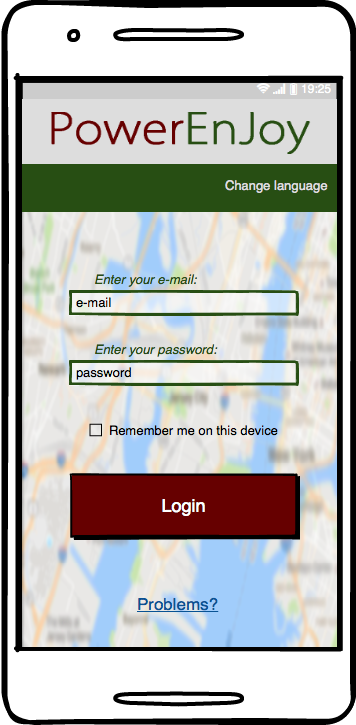 19:25
PowerEnJoy
Change language
Enter your e-mail:
e-mail
Enter your password:
password
Remember me on this device
Login
Problems?